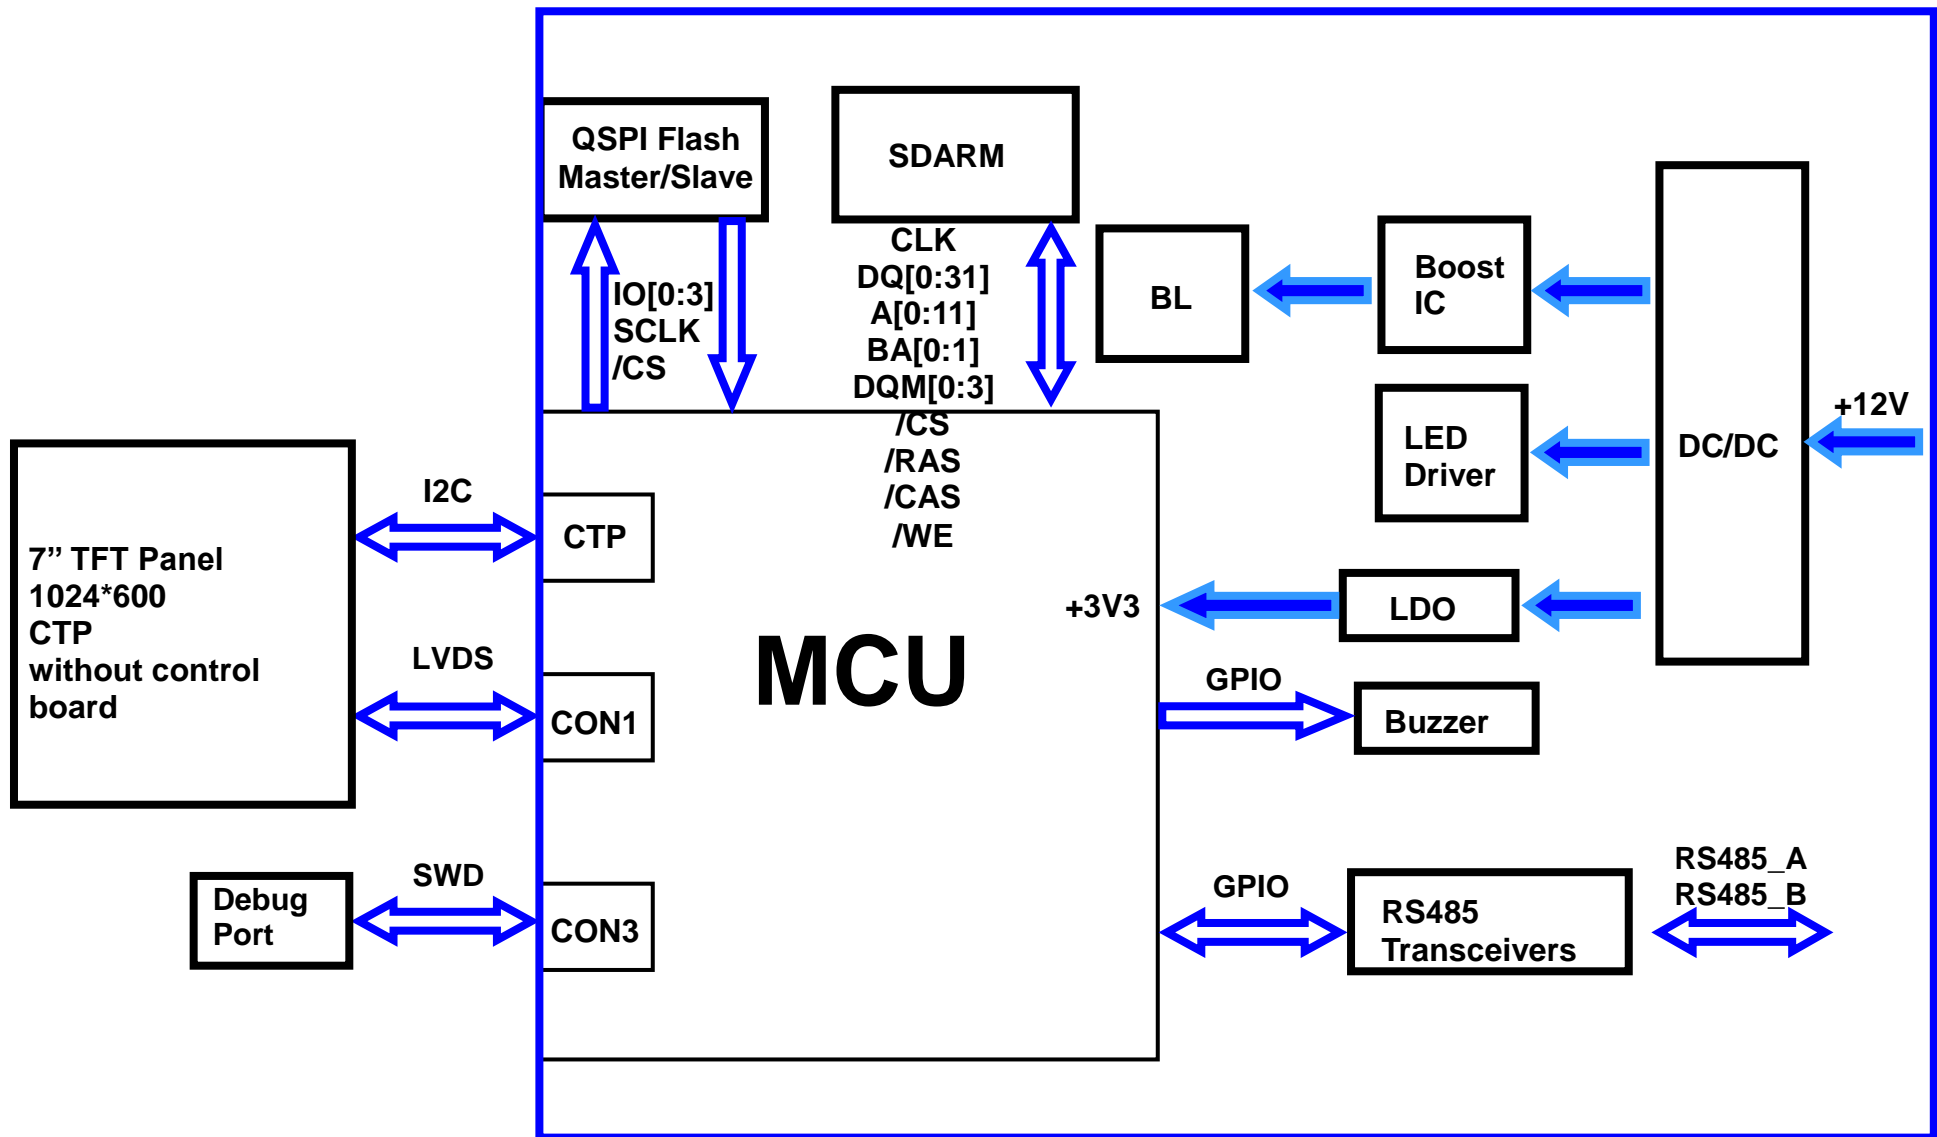 QSPI Flash
Master/Slave
SDARM
IO[0:3]
SCLK
/CS
CLK
DQ[0:31]
A[0:11]
BA[0:1]
DQM[0:3]
/CS
/RAS
/CAS
/WE
BL
Boost
IC
LED
Driver
DC/DC
+12V
7” TFT Panel
1024*600
CTP
without control
board
I2C
CTP
LVDS
CON1
MCU
+3V3
LDO
GPIO
Buzzer
Debug
Port
SWD
CON3
GPIO
RS485
Transceivers
RS485_A
RS485_B